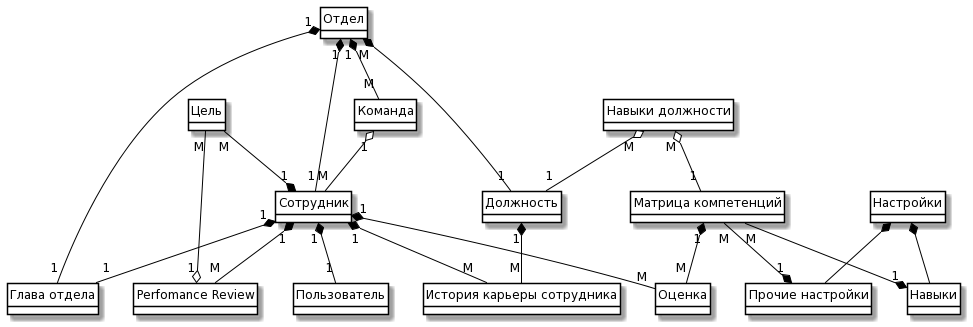 Отдел
1
1
1
M
M
Цель
Команда
Навыки должности
M
M
1
M
M
1
1
M
1
1
Сотрудник
Должность
Матрица компетенций
Настройки
1
1
1
1
1
1
1
M
M
1
1
1
M
1
M
M
M
M
1
1
Глава отдела
Perfomance Review
Пользователь
История карьеры сотрудника
Оценка
Прочие настройки
Навыки